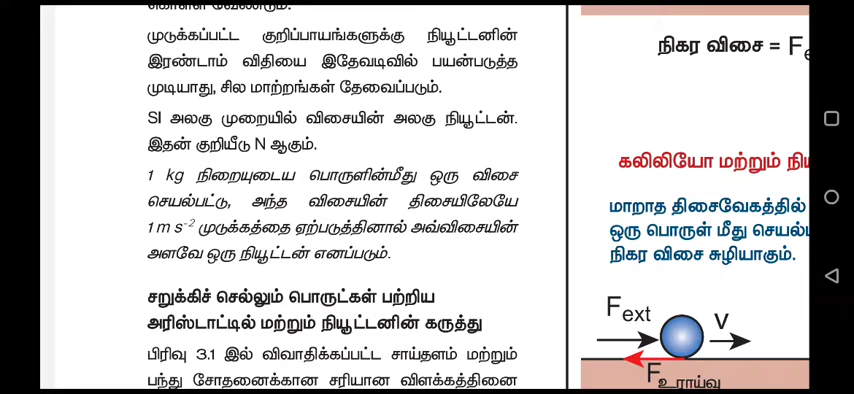 கொள்ள வேண்டும்.
முடுக்கப்பட்ட குறிப்பாயங்களுக்கு நியூட்டனின்
இரண்டாம் விதியை இதேவடிவில் பயன்படுத்த
முடியாது, சில மாற்றங்கள் தேவைப்படும்.
SI அலகு முறையில் விசையின் அலகு நியூட்டன்.
இதன் குறியீடு N ஆகும்.
1 kg நிறையுடைய பொருளின்மீது ஒரு விசை
செயல்பட்டு, அந்த விசையின் திசையிலேயே
1 m s⁻² முடுக்கத்தை ஏற்படுத்தினால் அவ்விசையின்
அளவே ஒரு நியூட்டன் எனப்படும்.
சறுக்கிச் செல்லும் பொருட்கள் பற்றிய
அரிஸ்டாட்டில் மற்றும் நியூட்டனின் கருத்து
பிரிவு 3.1 இல் விவாதிக்கப்பட்ட சாய்தளம் மற்றும்
பந்து சோதனைக்கான சரியான விளக்கத்தினை
நிகர விசை = F
கலிலியோ மற்றும்
மாறாத திசைவேகத்தில்
ஒரு பொருள் மீது
நிகர விசை சுழியாகும்.
Fext
v
Fஉராய்வு